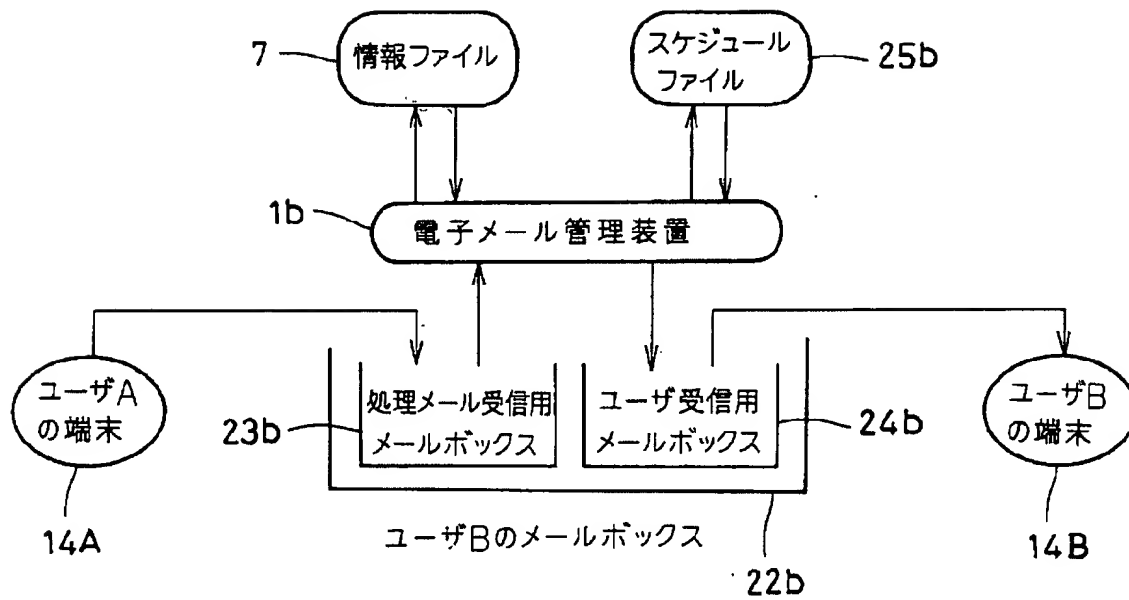 7
情報ファイル
スケジュール
ファイル
25b
1b
電子メール管理装置
ユーザA
の端末
14A
23b
処理メール受信用
メールボックス
ユーザ受信用
メールボックス
24b
ユーザB
の端末
14B
ユーザBのメールボックス
22b